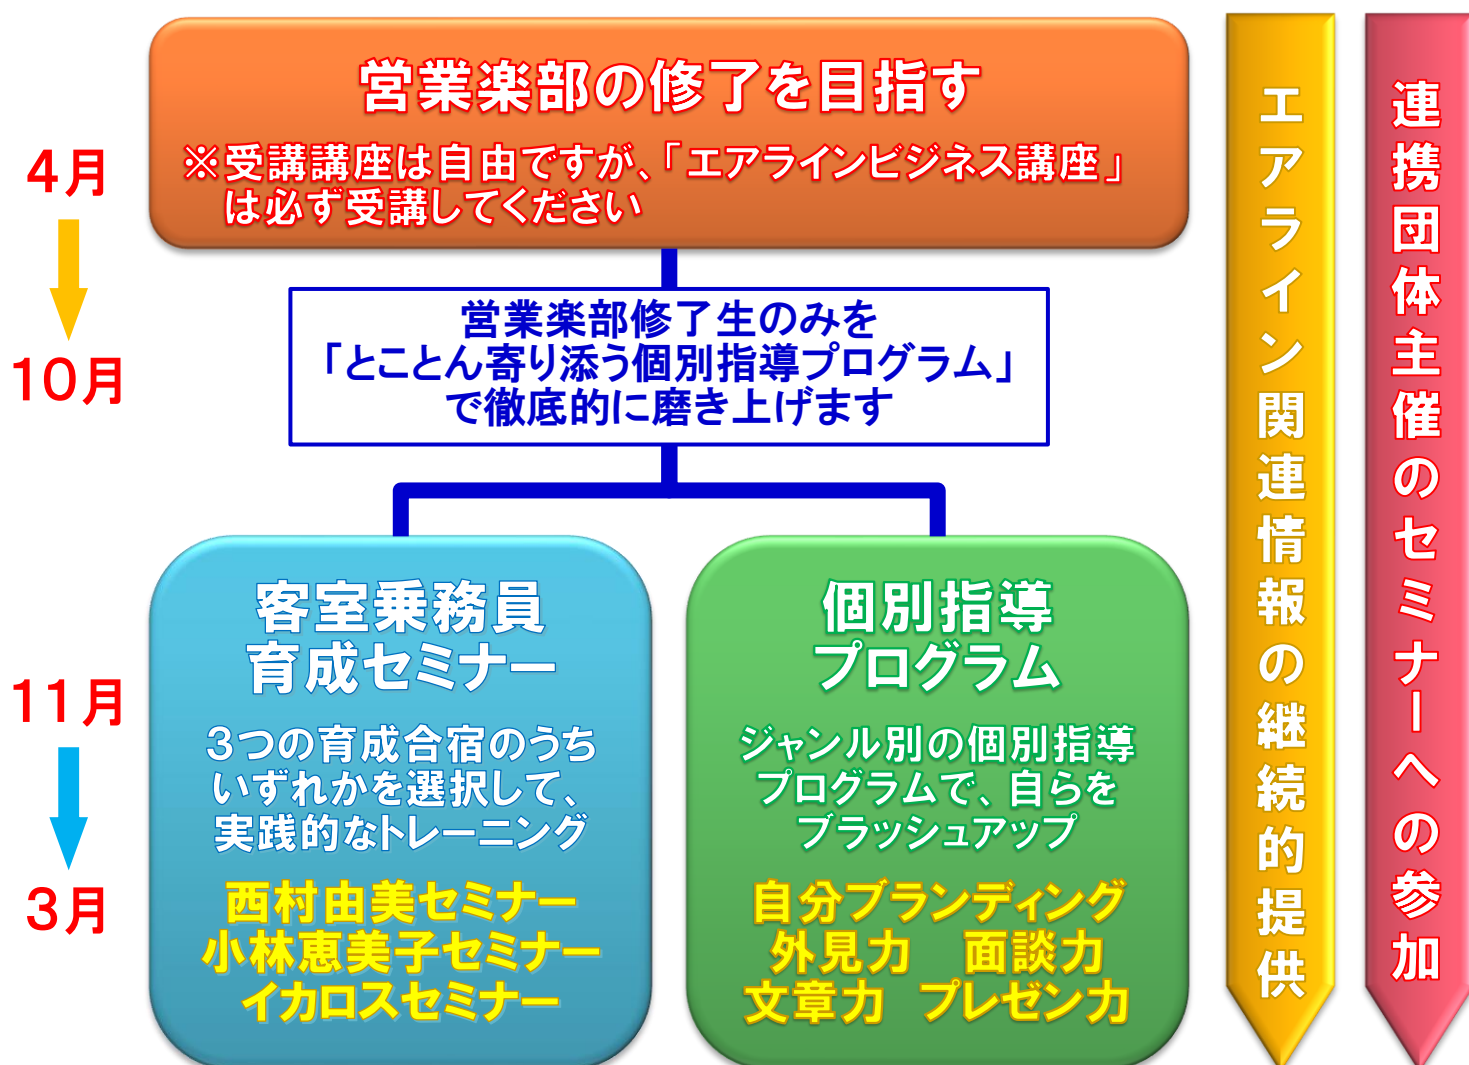 営業楽部の修了を目指す
※受講講座は自由ですが、「エアラインビジネス講座」
は必ず受講してください
4月
10月
営業楽部修了生のみを
「とことん寄り添う個別指導プログラム」
で徹底的に磨き上げます
客室乗務員
育成セミナー
3つの育成合宿のうち
いずれかを選択して、
実践的なトレーニング
西村由美セミナー
小林恵美子セミナー
イカロスセミナー
個別指導
プログラム
ジャンル別の個別指導
プログラムで、自らを
ブラッシュアップ
自分ブランディング
外見力　面談力
文章力　プレゼン力
11月
3月
エアライン関連情報の継続的提供
連携団体主催のセミナーへの参加